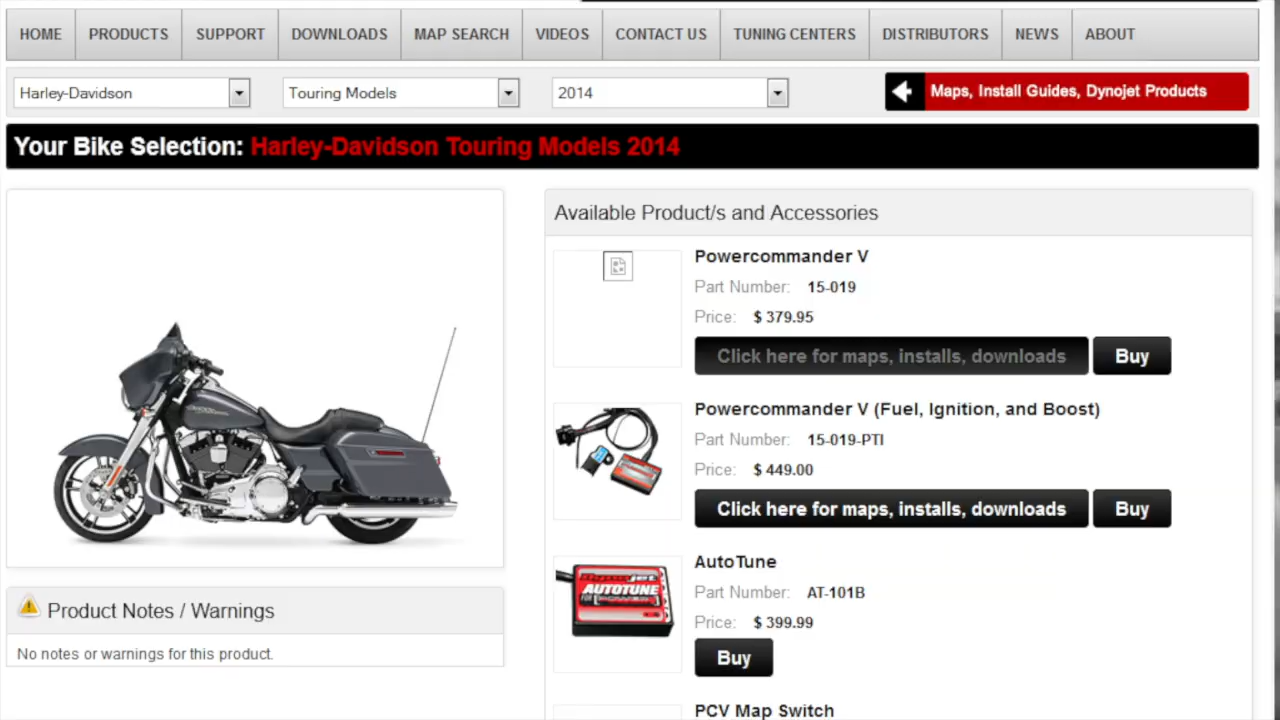 HOME PRODUCTS SUPPORT DOWNLOADS MAP SEARCH VIDEOS CONTACT US TUNING CENTERS DISTRIBUTORS NEWS ABOUT
Harley-Davidson Touring Models 2014 Maps, Install Guides, Dynojet Products
Your Bike Selection: Harley-Davidson Touring Models 2014
Available Product/s and Accessories
Powercommander V
Part Number: 15-019
Price: $ 379.95
Click here for maps, installs, downloads Buy
Powercommander V (Fuel, Ignition, and Boost)
Part Number: 15-019-PTI
Price: $ 449.00
Click here for maps, installs, downloads Buy
AutoTune
Part Number: AT-101B
Price: $ 399.99
Buy
PCV Map Switch
Dynojet
AUTOTUNE
Product Notes / Warnings
No notes or warnings for this product.